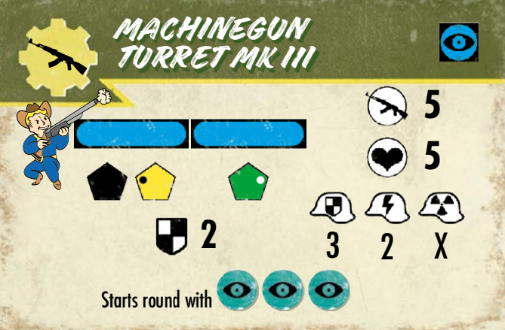 MACHINEGUN
TURRET MK III
5
5
2
3 2 X
Starts round with